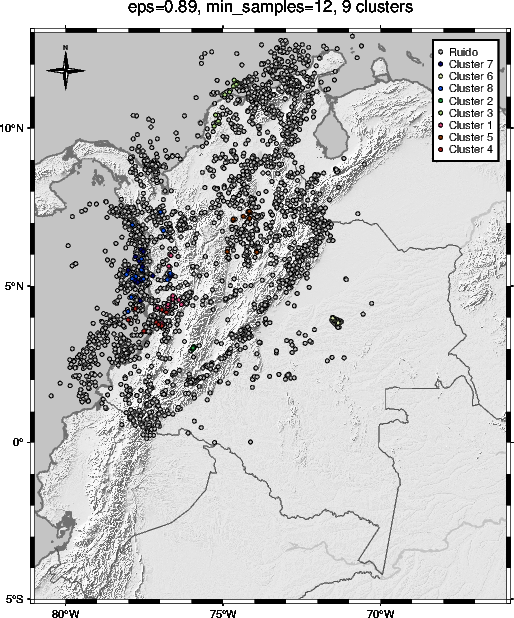 eps=0.89, min_samples=12, 9 clusters
N
Ruido
Cluster 7
Cluster 6
Cluster 8
Cluster 2
Cluster 3
Cluster 1
Cluster 5
Cluster 4
10°N
5°N
0°
5°S
80°W
75°W
70°W